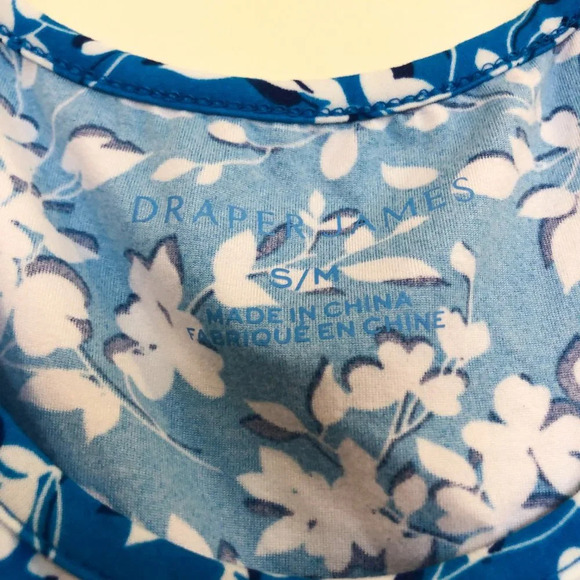 DRAPER JAMES
S/M
MADE IN CHINA
FABRIQUE EN CHINE